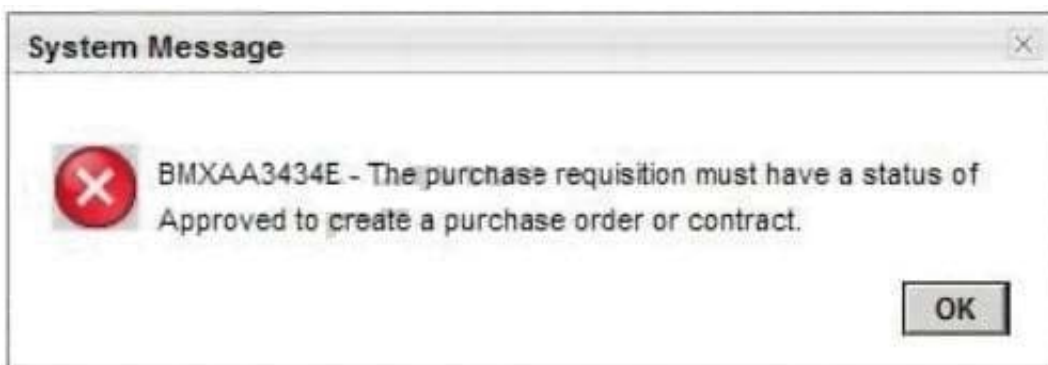 System Message
BMXAA3434E - The purchase requisition must have a status of
Approved to create a purchase order or contract.
OK